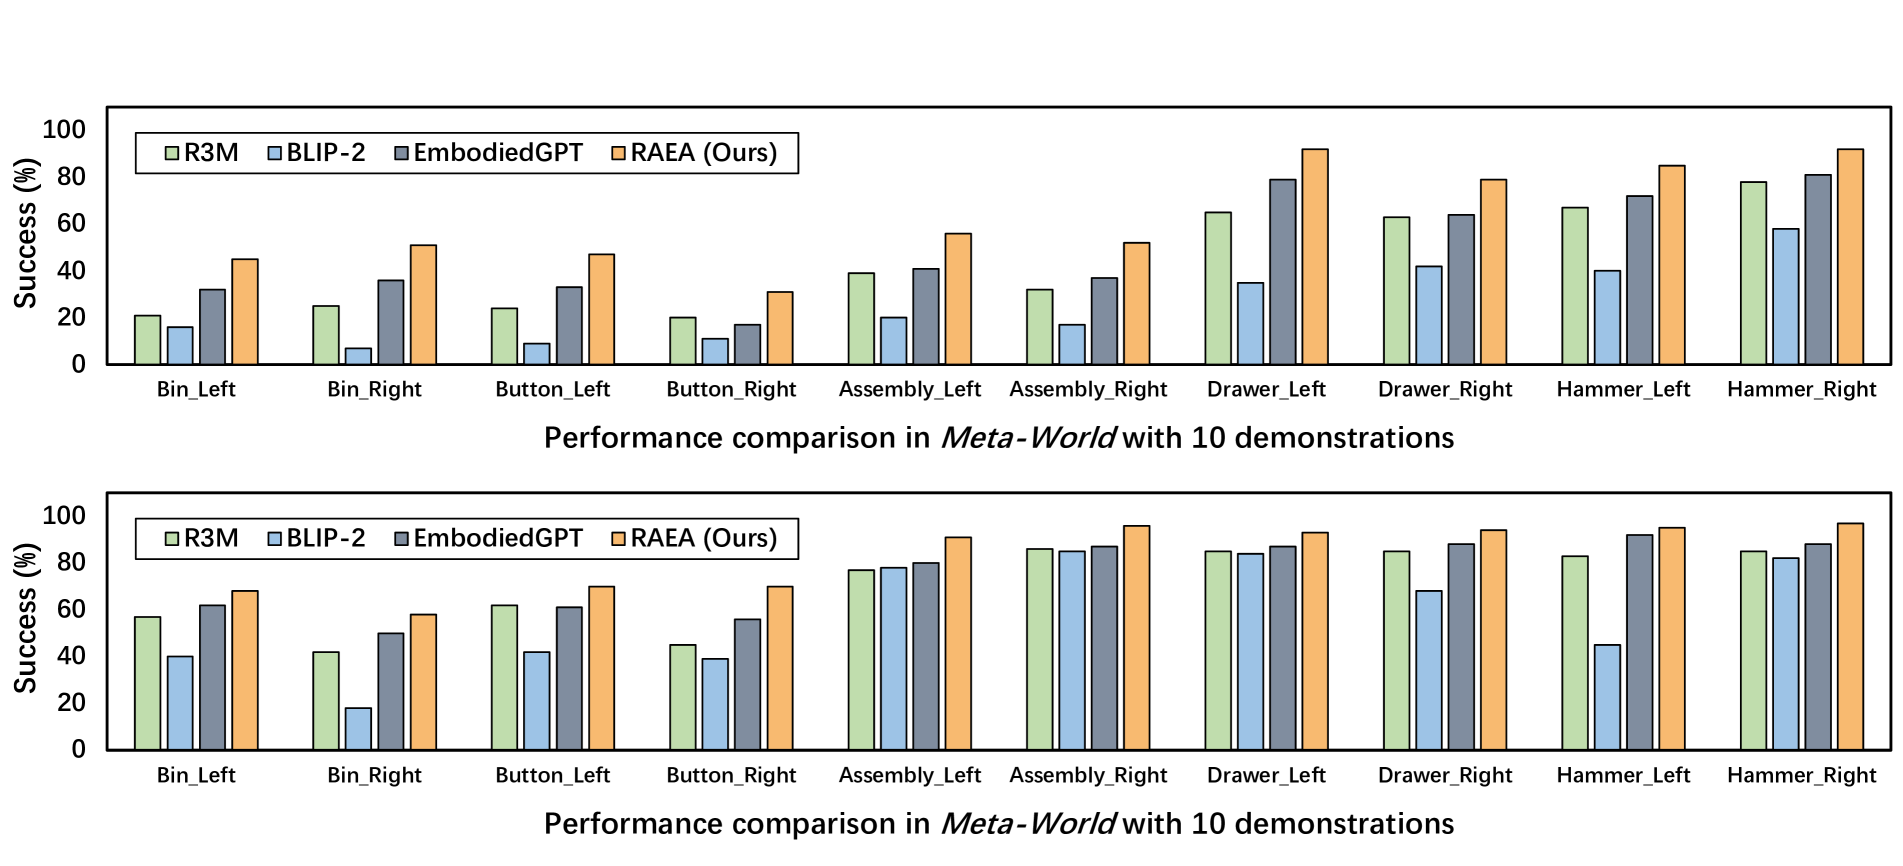 100
80
60
40
20
0
Success (%)
R3M BLIP-2 EmbodiedGPT RAEA (Ours)
Bin_Left Bin_Right Button_Left Button_Right Assembly_Left Assembly_Right Drawer_Left Drawer_Right Hammer_Left Hammer_Right
Performance comparison in Meta-World with 10 demonstrations
100
80
60
40
20
0
Success (%)
R3M BLIP-2 EmbodiedGPT RAEA (Ours)
Bin_Left Bin_Right Button_Left Button_Right Assembly_Left Assembly_Right Drawer_Left Drawer_Right Hammer_Left Hammer_Right
Performance comparison in Meta-World with 10 demonstrations